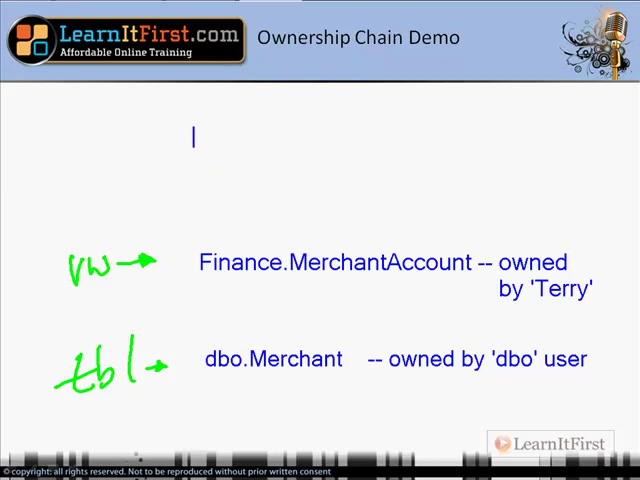 LearnItFirst.com
Affordable Online Training
Ownership Chain Demo
vw
Finance.MerchantAccount -- owned
by 'Terry'
tbl
dbo.Merchant -- owned by 'dbo' user
LearnItFirst
© copyright: all rights reserved. Not to be reproduced without prior written consent